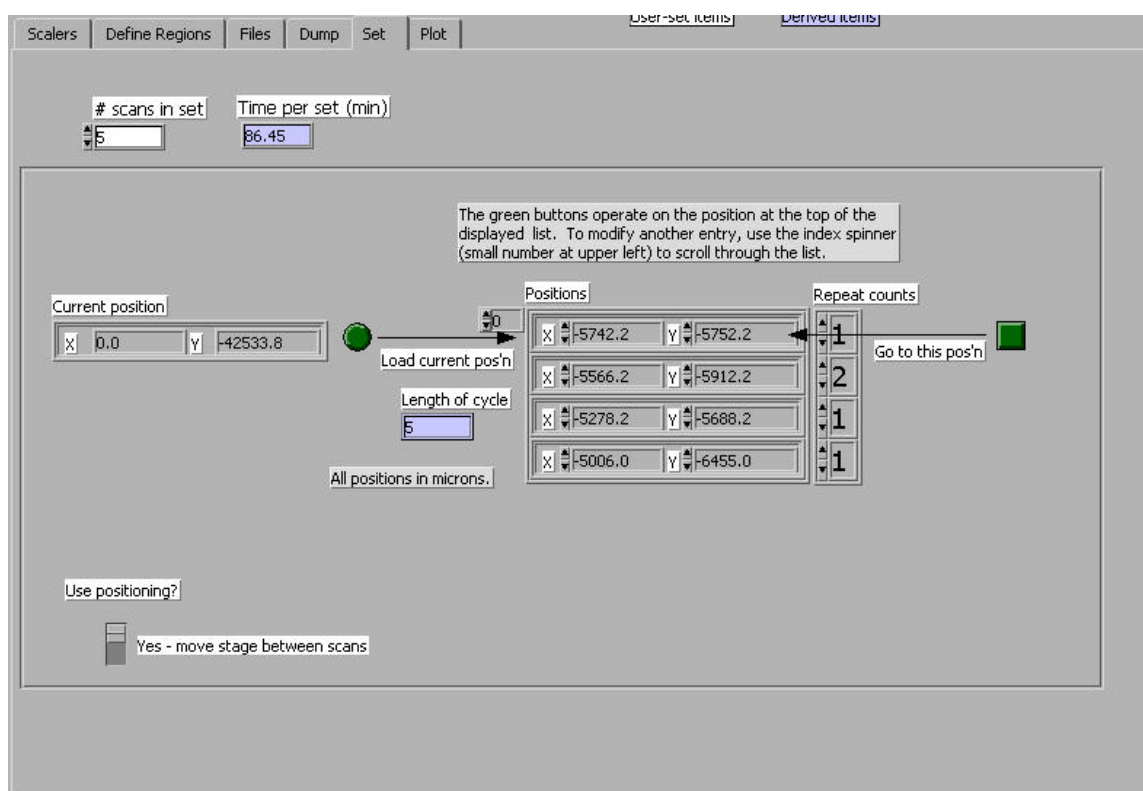 User-set items Derived items
Scalers Define Regions Files Dump Set Plot
# scans in set Time per set (min)
5 86.45
The green buttons operate on the position at the top of the
displayed list. To modify another entry, use the index spinner
(small number at upper left) to scroll through the list.
Current position Positions Repeat counts
0
X 0.0 Y -42533.8 X -5742.2 Y -5752.2 1
Load current pos'n Go to this pos'n
X -5566.2 Y -5912.2 2
Length of cycle
5 X -5278.2 Y -5688.2 1
X -5006.0 Y -6455.0 1
All positions in microns.
Use positioning?
Yes - move stage between scans